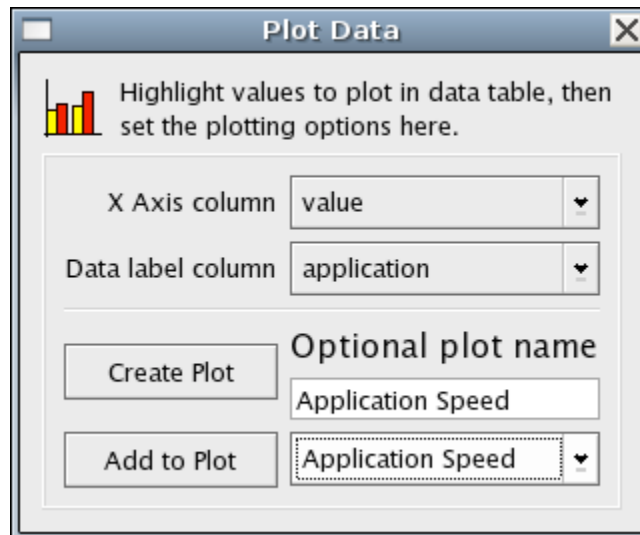 Plot Data
Highlight values to plot in data table, then
set the plotting options here.
X Axis column value
Data label column application
Optional plot name
Create Plot
Application Speed
Add to Plot Application Speed